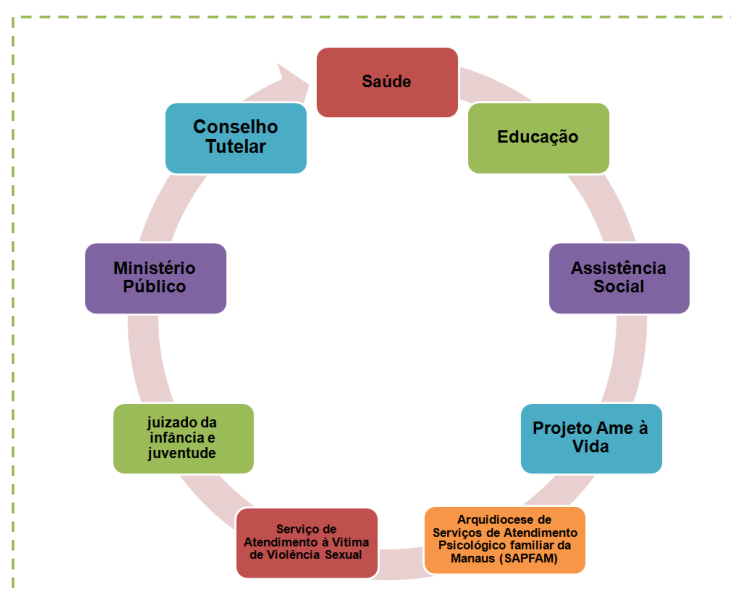 Saúde
Educação
Assistência
Social
Projeto Ame à
Vida
Arquidiocese de
Serviços de Atendimento
Psicológico familiar da
Manaus (SAPFAM)
Serviço de
Atendimento à Vitima
de Violência Sexual
juizado da
infância e
juventude
Ministério
Público
Conselho
Tutelar